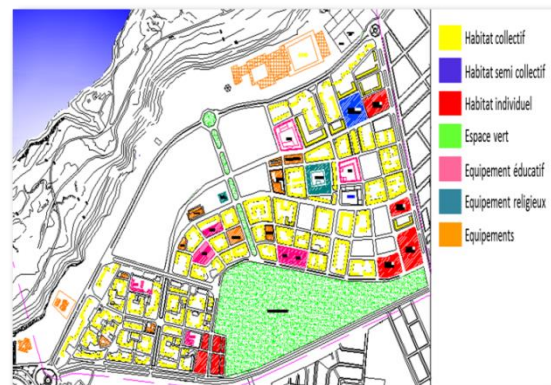 Habitat collectif
Habitat semi collectif
Habitat individuel
Espace vert
Equipement éducatif
Equipement religieux
Equipements